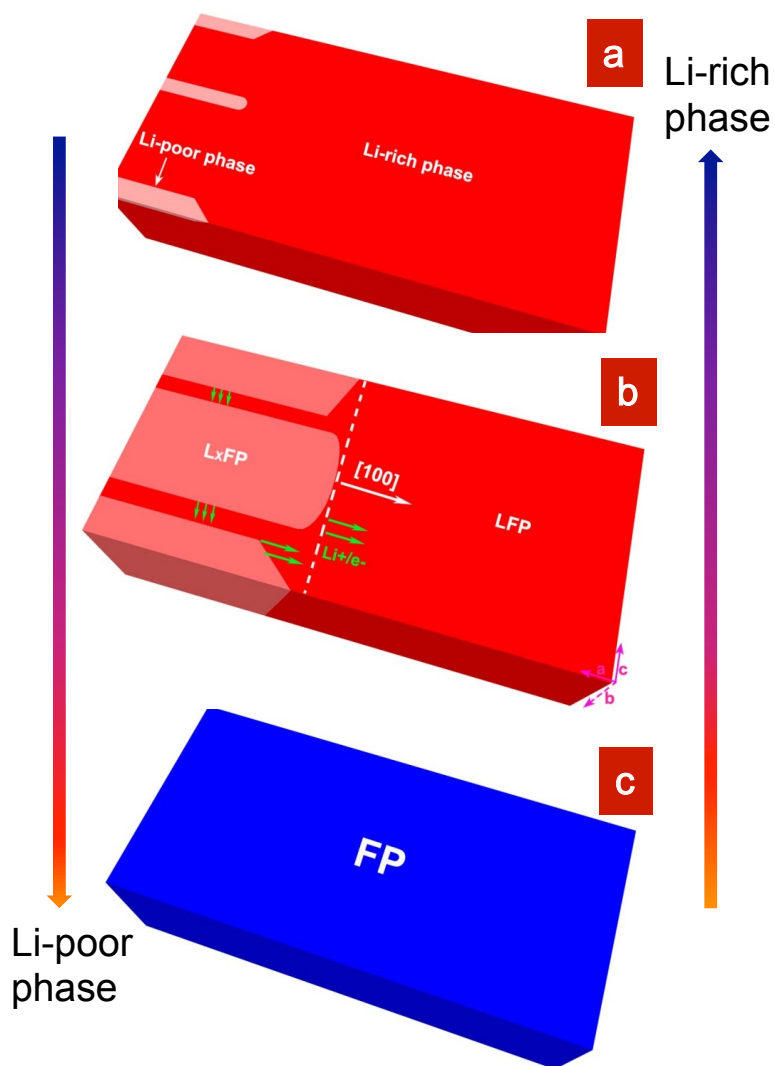 a
Li-rich
phase
Li-poor phase
Li-rich phase
b
LxFP
[100]
LFP
Li+/e-
a
c
b
c
FP
Li-poor
phase